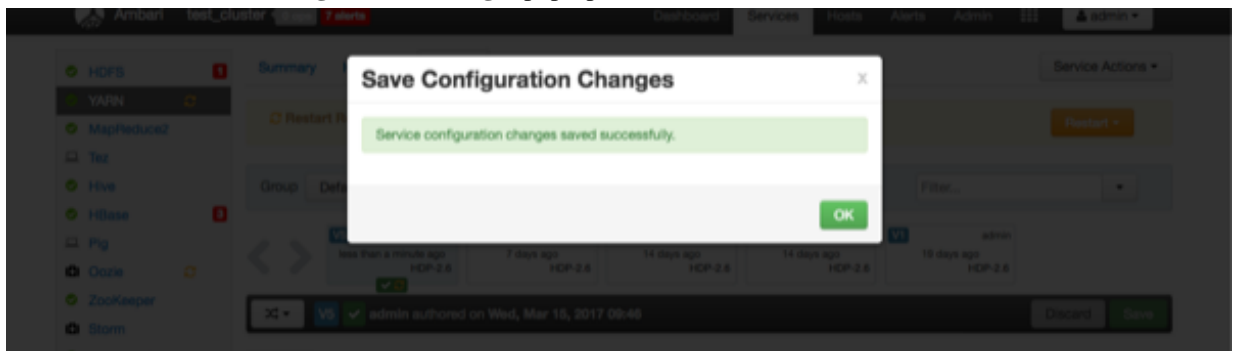 Ambari test_cluster 7 alerts Dashboard Services Hosts Alerts Admin admin
HDFS 1
YARN
MapReduce2
Tez
Hive
HBase 3
Pig
Oozie
ZooKeeper
Storm
Summary
Service Actions
Restart
Restart
Save Configuration Changes X
Service configuration changes saved successfully.
OK
Group Defa
Filter...
less than a minute ago
HDP-2.6
7 days ago
HDP-2.6
14 days ago
HDP-2.6
14 days ago
HDP-2.6
V1 admin
HDP-2.6
V5 admin authored on Wed, Mar 15, 2017 09:46
Discard Save